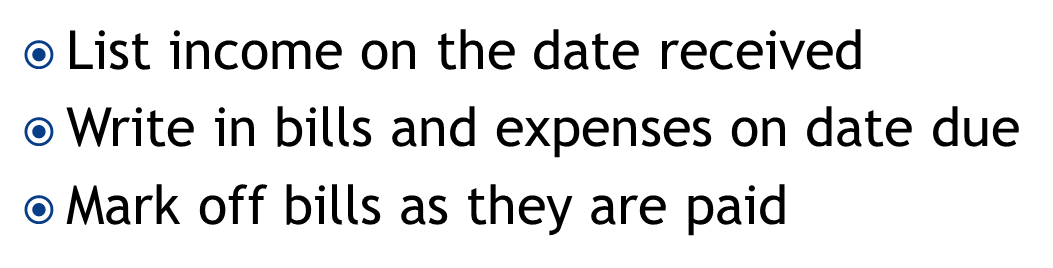 List income on the date received
Write in bills and expenses on date due
Mark off bills as they are paid